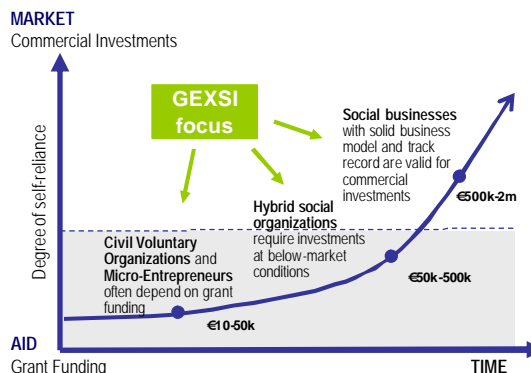 MARKET
Commercial Investments
GEXSI
focus
Social businesses
with solid business
model and track
record are valid for
commercial
investments
€500k-2m
Degree of self-reliance
Hybrid social
organizations
require investments
at below-market
conditions
Civil Voluntary
Organizations and
Micro-Entrepreneurs
often depend on grant
funding
€50k-500k
€10-50k
AID
Grant Funding
TIME